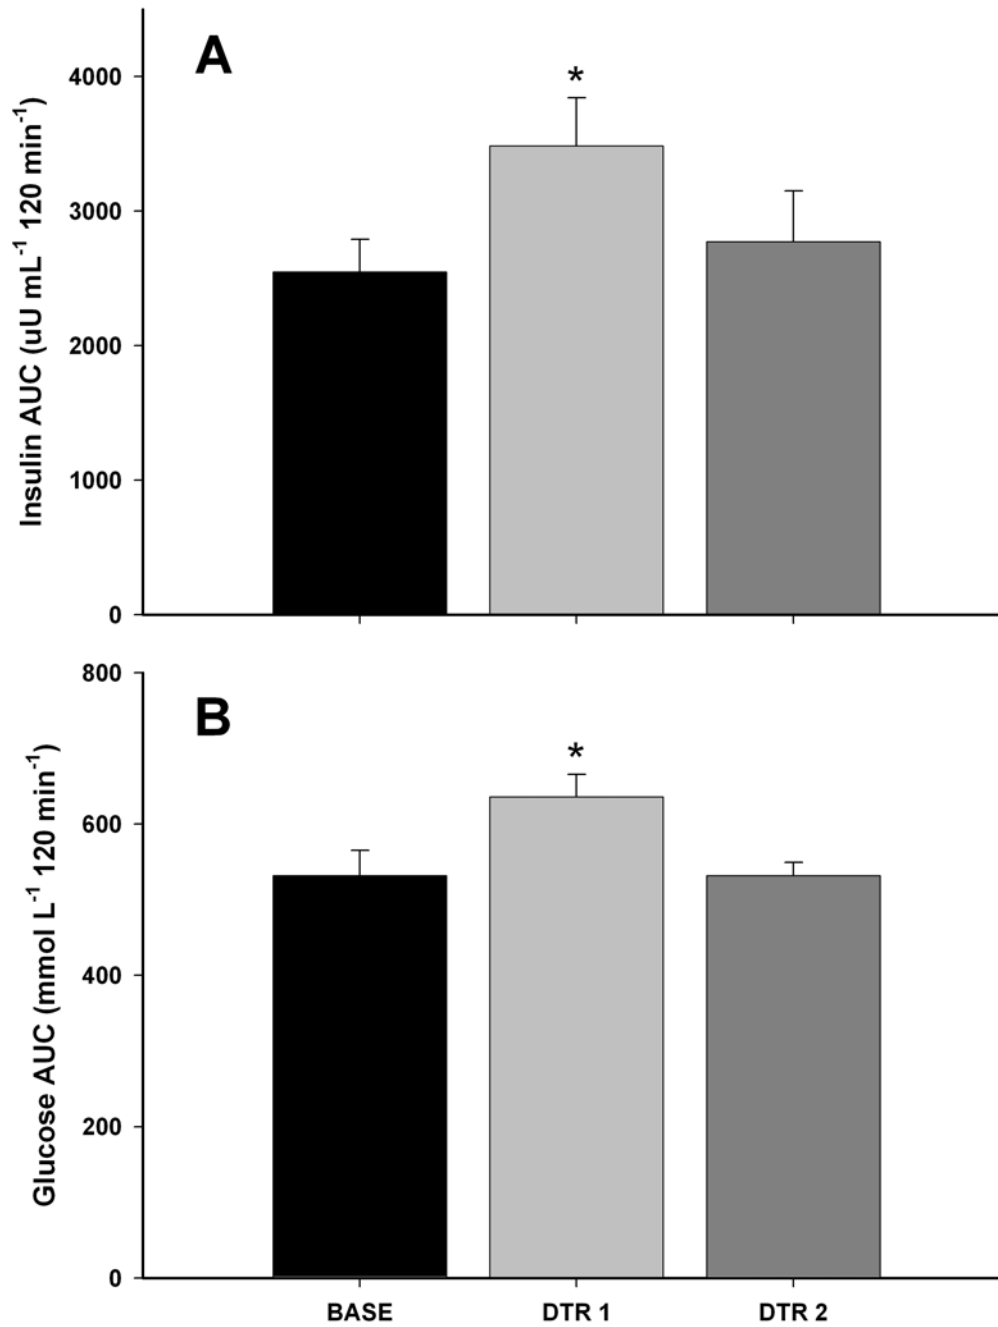 A
*
4000
3000
2000
1000
0
Insulin AUC (uU mL⁻¹ 120 min⁻¹)
B
*
800
600
400
200
0
Glucose AUC (mmol L⁻¹ 120 min⁻¹)
BASE DTR 1 DTR 2